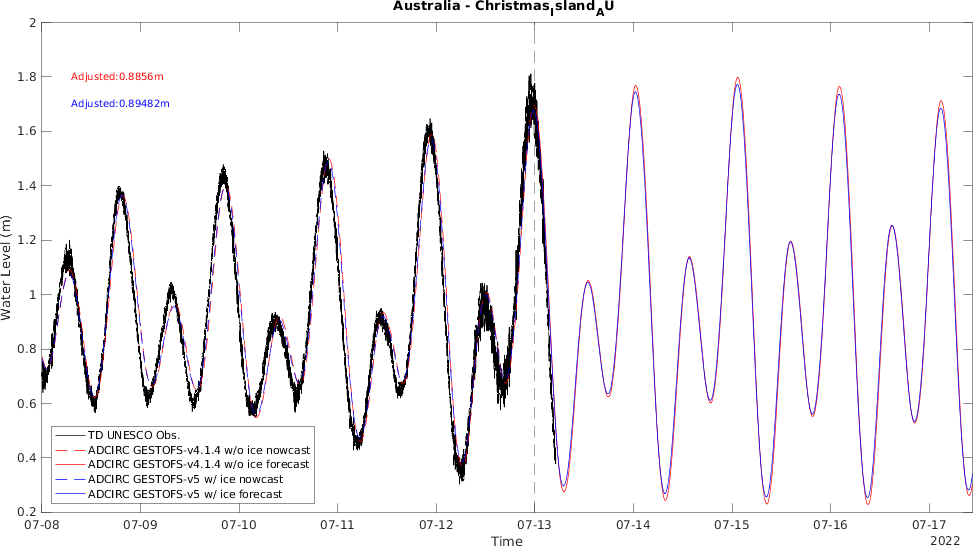 Australia - Christmas_Island_AU
2
1.8
1.6
1.4
1.2
1
0.8
0.6
0.4
0.2
Water Level (m)
Adjusted:0.8856m
Adjusted:0.89482m
TD UNESCO Obs.
ADCIRC GESTOFS-v4.1.4 w/o ice nowcast
ADCIRC GESTOFS-v4.1.4 w/o ice forecast
ADCIRC GESTOFS-v5 w/ ice nowcast
ADCIRC GESTOFS-v5 w/ ice forecast
07-08 07-09 07-10 07-11 07-12 07-13 07-14 07-15 07-16 07-17
Time
2022